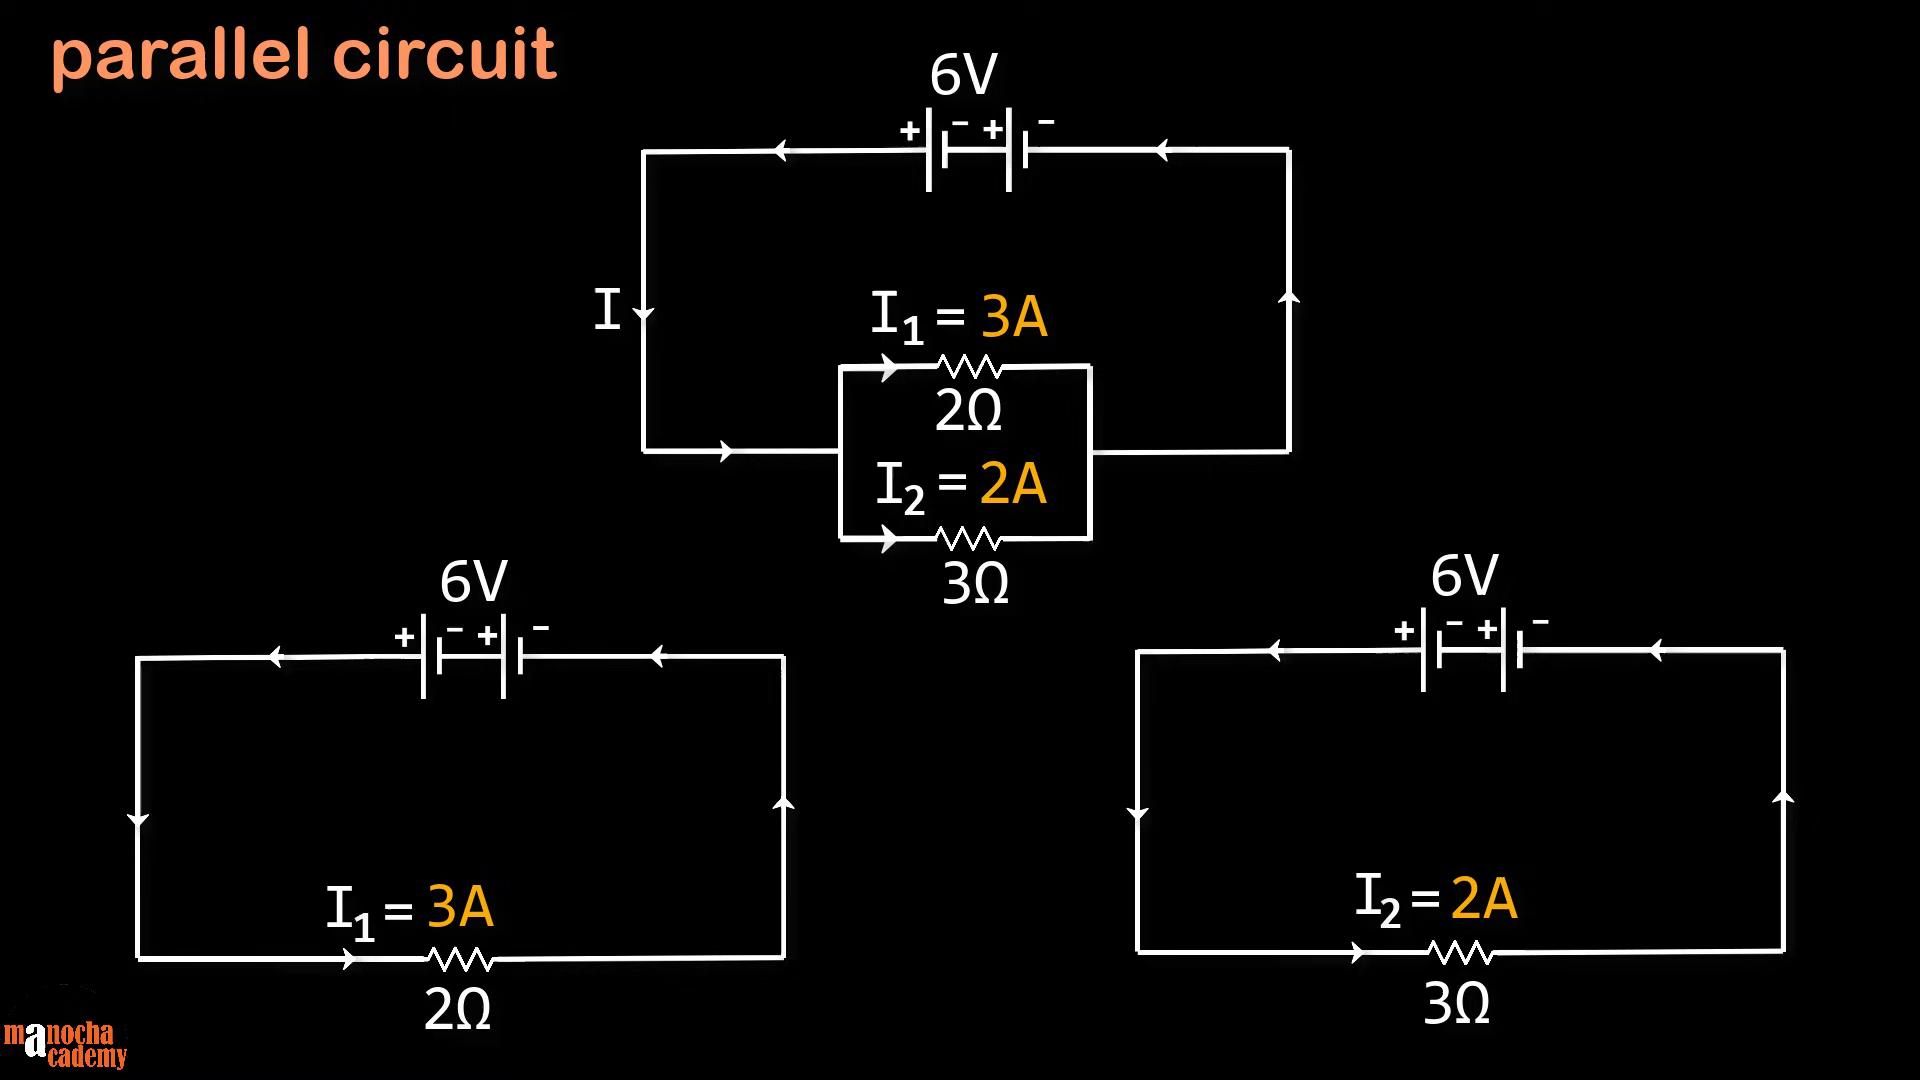 parallel circuit
6V
+ − + −
I
I₁ = 3A
2Ω
I₂ = 2A
3Ω
6V
+ − + −
I₁ = 3A
2Ω
6V
+ − + −
I₂ = 2A
3Ω
manocha
academy